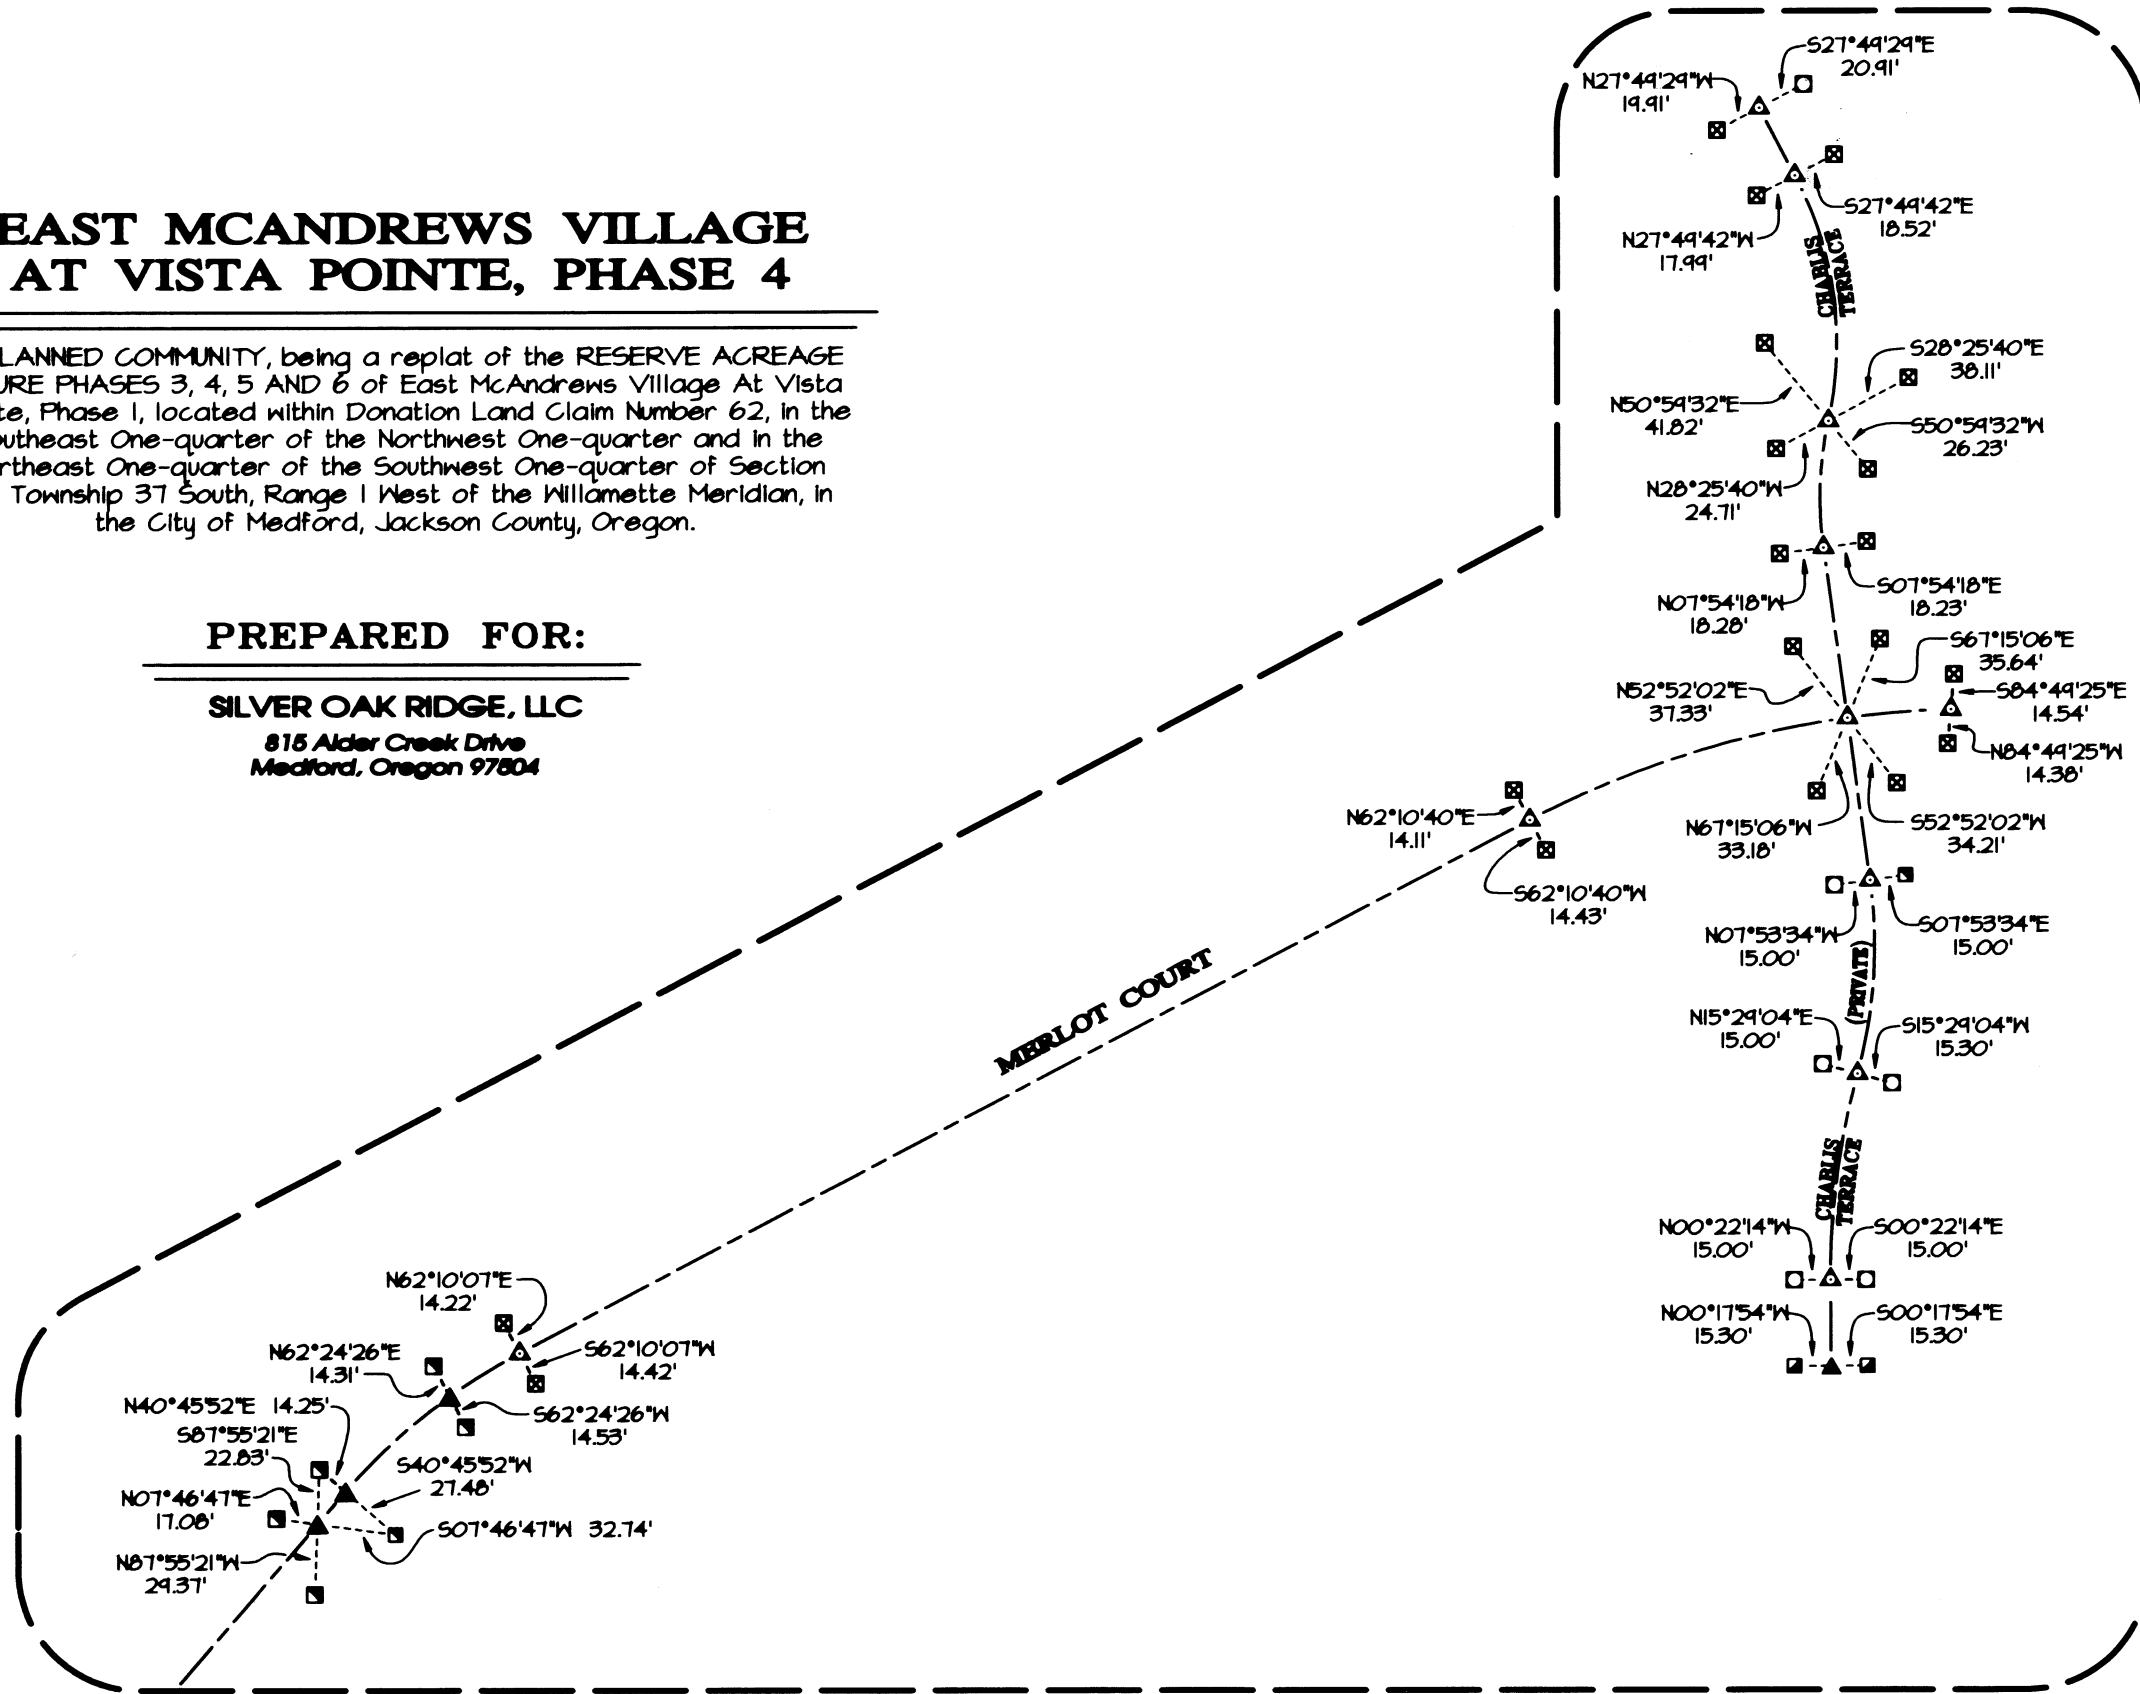 EAST MCANDREWS VILLAGE
AT VISTA POINTE, PHASE 4
LANNED COMMUNITY, being a replat of the RESERVE ACREAGE
URE PHASES 3, 4, 5 AND 6 of East McAndrews Village At Vista
te, Phase 1, located within Donation Land Claim Number 62, in the
outheast One-quarter of the Northwest One-quarter and in the
rtheast One-quarter of the Southwest One-quarter of Section
Township 37 South, Range 1 West of the Willamette Meridian, in
the City of Medford, Jackson County, Oregon.
PREPARED FOR:
SILVER OAK RIDGE, LLC
815 Alder Creek Drive
Medford, Oregon 97504
S27°49'29"E
20.91'
N27°49'29"W
19.91'
S27°49'42"E
18.52'
N27°49'42"W
17.99'
CHABLIS
TERRACE
S28°25'40"E
38.11'
N50°59'32"E
41.82'
S50°59'32"W
26.23'
N28°25'40"W
24.71'
S07°54'18"E
18.23'
N07°54'18"W
18.28'
S67°15'06"E
35.64'
N52°52'02"E
37.33'
S84°49'25"E
14.54'
N84°49'25"W
14.38'
N67°15'06"W
33.18'
S52°52'02"W
34.21'
N62°10'40"E
14.11'
S62°10'40"W
14.43'
N07°53'34"W
15.00'
S07°53'34"E
15.00'
(PRIVATE)
MERLOT COURT
N15°29'04"E
15.00'
S15°29'04"W
15.30'
CHABLIS
TERRACE
N00°22'14"W
15.00'
S00°22'14"E
15.00'
N00°17'54"W
15.30'
S00°17'54"E
15.30'
N62°10'07"E
14.22'
S62°10'07"W
14.42'
N62°24'26"E
14.31'
S62°24'26"W
14.53'
N40°45'52"E 14.25'
S87°55'21"E
22.83'
S40°45'52"W
27.48'
N07°46'47"E
17.08'
S07°46'47"W 32.74'
N87°55'21"W
29.37'